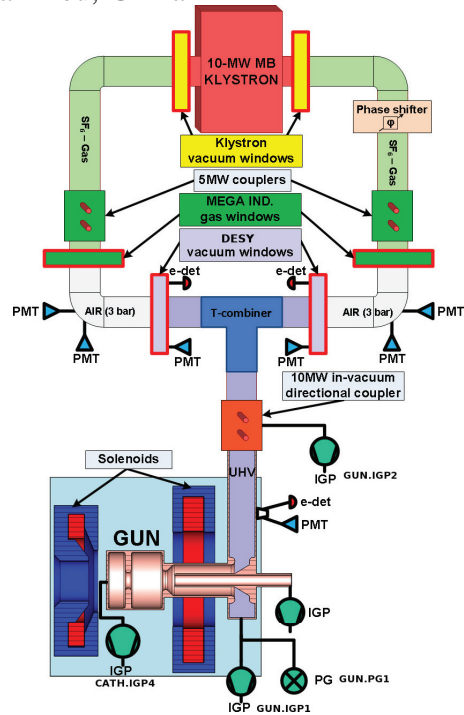 10-MW MB
KLYSTRON
Phase shifter
φ
SF6 – Gas
SF6 – Gas
Klystron
vacuum windows
5MW couplers
MEGA IND.
gas windows
DESY
vacuum windows
e-det
e-det
PMT
AIR (3 bar)
T-combiner
AIR (3 bar)
PMT
PMT
PMT
PMT
PMT
10MW in-vacuum
directional coupler
Solenoids
UHV
IGP
GUN.IGP2
e-det
PMT
GUN
IGP
IGP
CATH.IGP4
IGP
GUN.IGP1
PG
GUN.PG1